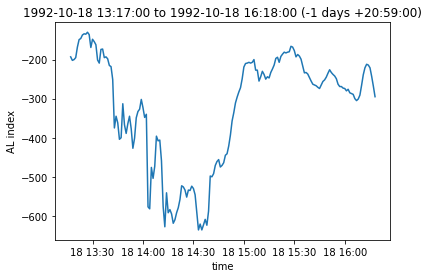 1992-10-18 13:17:00 to 1992-10-18 16:18:00 (-1 days +20:59:00)
−200
−300
−400
−500
−600
AL index
18 13:30 18 14:00 18 14:30 18 15:00 18 15:30 18 16:00
time